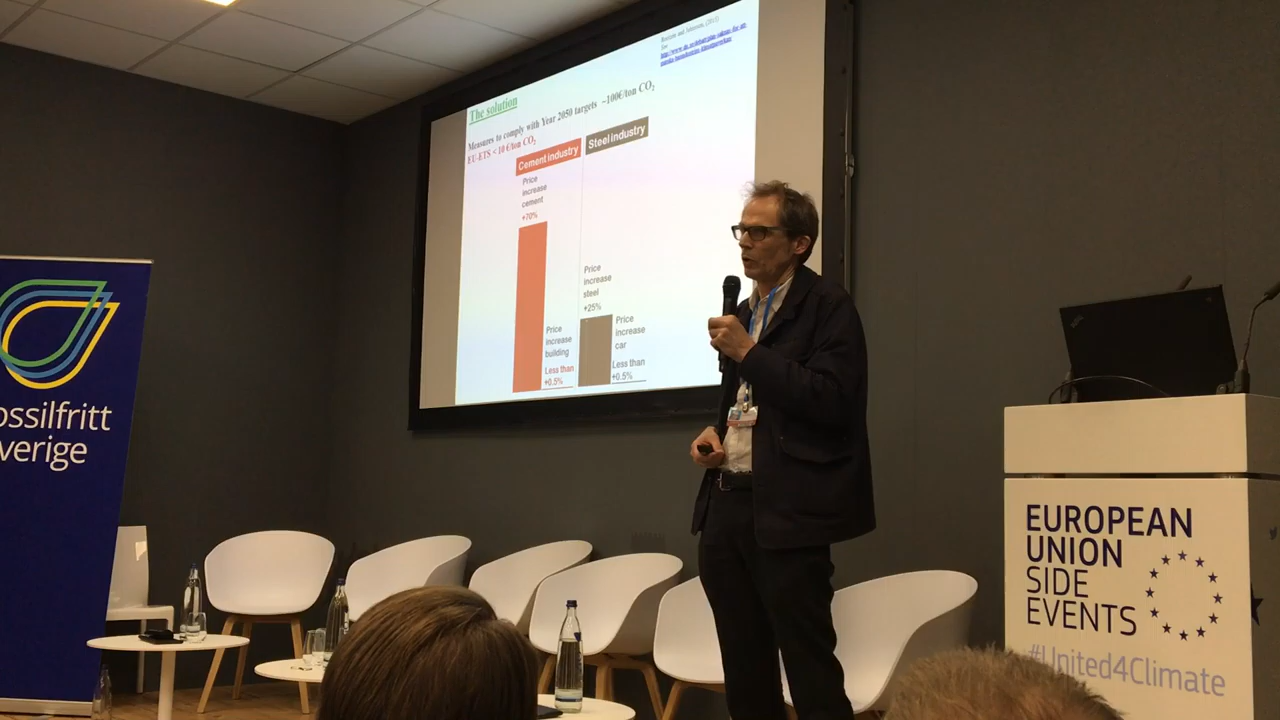 The solution
Measures to comply with Year 2050 targets ~100€/ton CO2
EU-ETS < 10 €/ton CO2
Cement industry
Steel industry
Price
increase
cement
+70%
Price
increase
building
Less than
+0.5%
Price
increase
steel
+25%
Price
increase
car
Less than
+0.5%
ossilfritt
verige
EUROPEAN
UNION
SIDE
EVENTS
#United4Climate